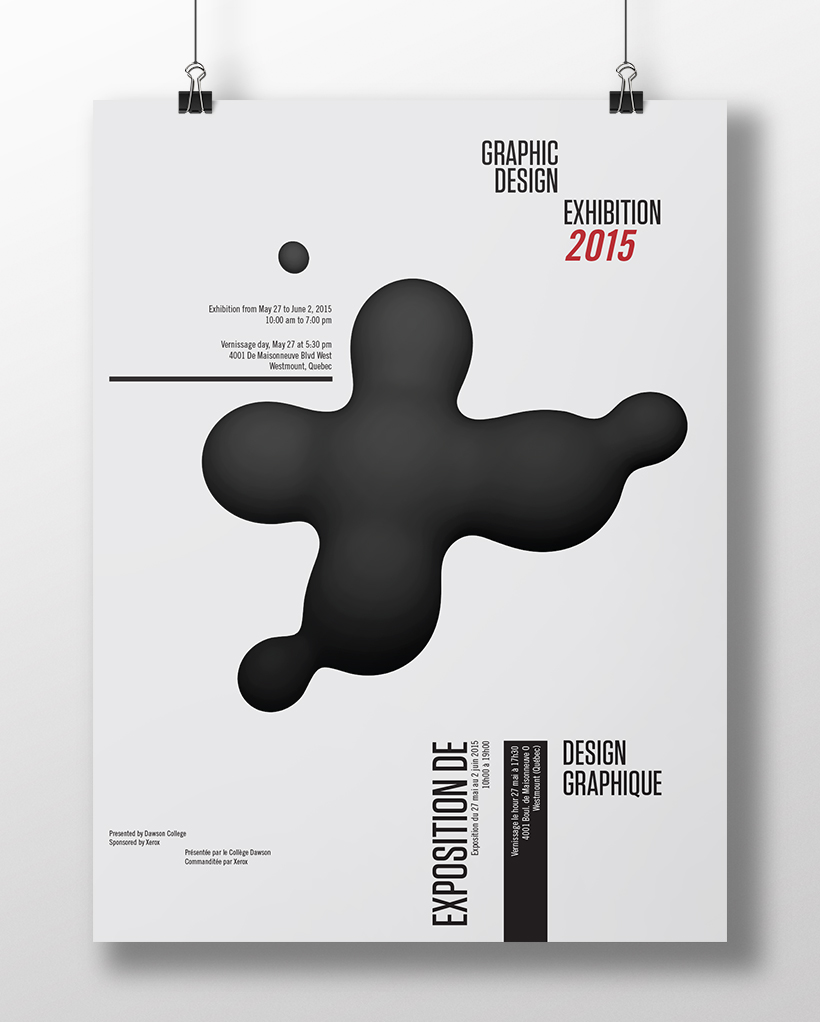 GRAPHIC
DESIGN
EXHIBITION
2015
Exhibition from May 27 to June 2, 2015
10:00 am to 7:00 pm
Vernissage day, May 27 at 5:30 pm
4001 De Maisonneuve Blvd West
Westmount, Quebec
EXPOSITION DE
Exposition du 27 mai au 2 juin 2015
10h00 à 19h00
Vernissage le hour 27 mai à 17h30
4001 Boul. de Maisonneuve O
Westmount (Québec)
DESIGN
GRAPHIQUE
Presented by Dawson College
Sponsored by Xerox
Présentée par le Collège Dawson
Commanditée par Xerox